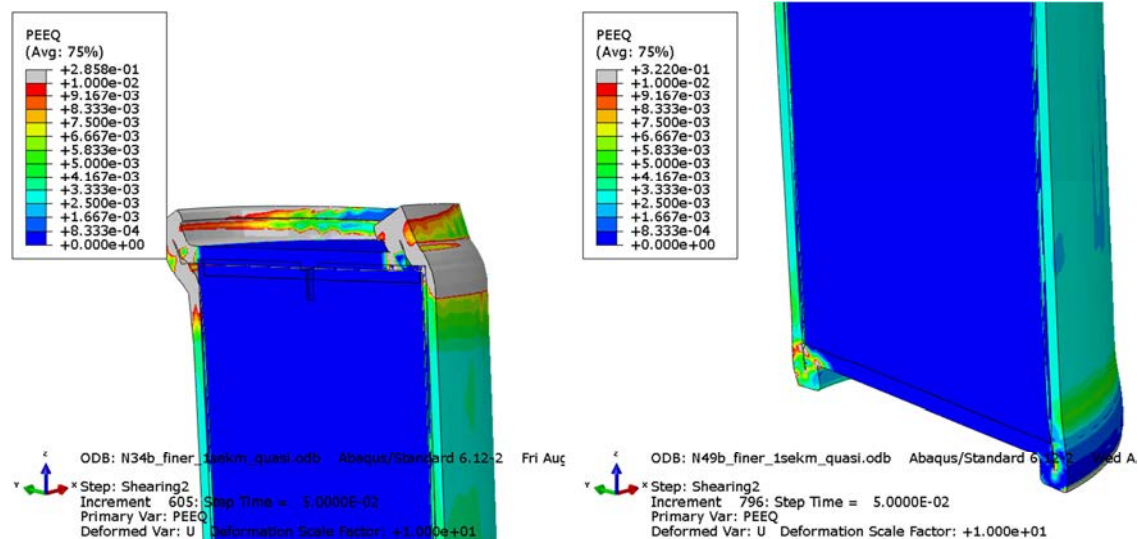 PEEQ
(Avg: 75%)
+2.858e-01
+1.000e-02
+9.167e-03
+8.333e-03
+7.500e-03
+6.667e-03
+5.833e-03
+5.000e-03
+4.167e-03
+3.333e-03
+2.500e-03
+1.667e-03
+8.333e-04
+0.000e+00
Z
Y
X
ODB: N34b_finer_1sekm_quasi.odb Abaqus/Standard 6.12-2 Fri Aug
Step: Shearing2
Increment 605: Step Time = 5.0000E-02
Primary Var: PEEQ
Deformed Var: U Deformation Scale Factor: +1.000e+01
PEEQ
(Avg: 75%)
+3.220e-01
+1.000e-02
+9.167e-03
+8.333e-03
+7.500e-03
+6.667e-03
+5.833e-03
+5.000e-03
+4.167e-03
+3.333e-03
+2.500e-03
+1.667e-03
+8.333e-04
+0.000e+00
Z
Y
X
ODB: N49b_finer_1sekm_quasi.odb Abaqus/Standard 6.12-2
Step: Shearing2
Increment 796: Step Time = 5.0000E-02
Primary Var: PEEQ
Deformed Var: U Deformation Scale Factor: +1.000e+01